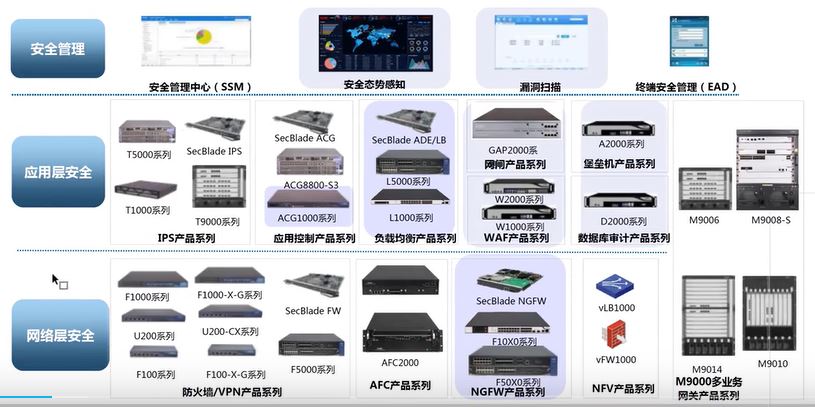 安全管理
安全管理中心（SSM）
安全态势感知
漏洞扫描
终端安全管理（EAD）
应用层安全
T5000系列
SecBlade IPS
T1000系列
T9000系列
IPS产品系列
SecBlade ACG
ACG8800-S3
ACG1000系列
应用控制产品系列
SecBlade ADE/LB
L5000系列
L1000系列
负载均衡产品系列
GAP2000系
网闸产品系列
W2000系列
W1000系列
WAF产品系列
A2000系列
堡垒机产品系列
D2000系列
数据库审计产品系列
M9006
M9008-S
网络层安全
F1000系列
F1000-X-G系列
SecBlade FW
U200系列
U200-CX系列
F100系列
F100-X-G系列
F5000系列
防火墙/VPN产品系列
AFC2000
AFC产品系列
SecBlade NGFW
F10X0系列
F50X0系列
NGFW产品系列
vLB1000
vFW1000
NFV产品系列
M9014
M9010
M9000多业务
网关产品系列